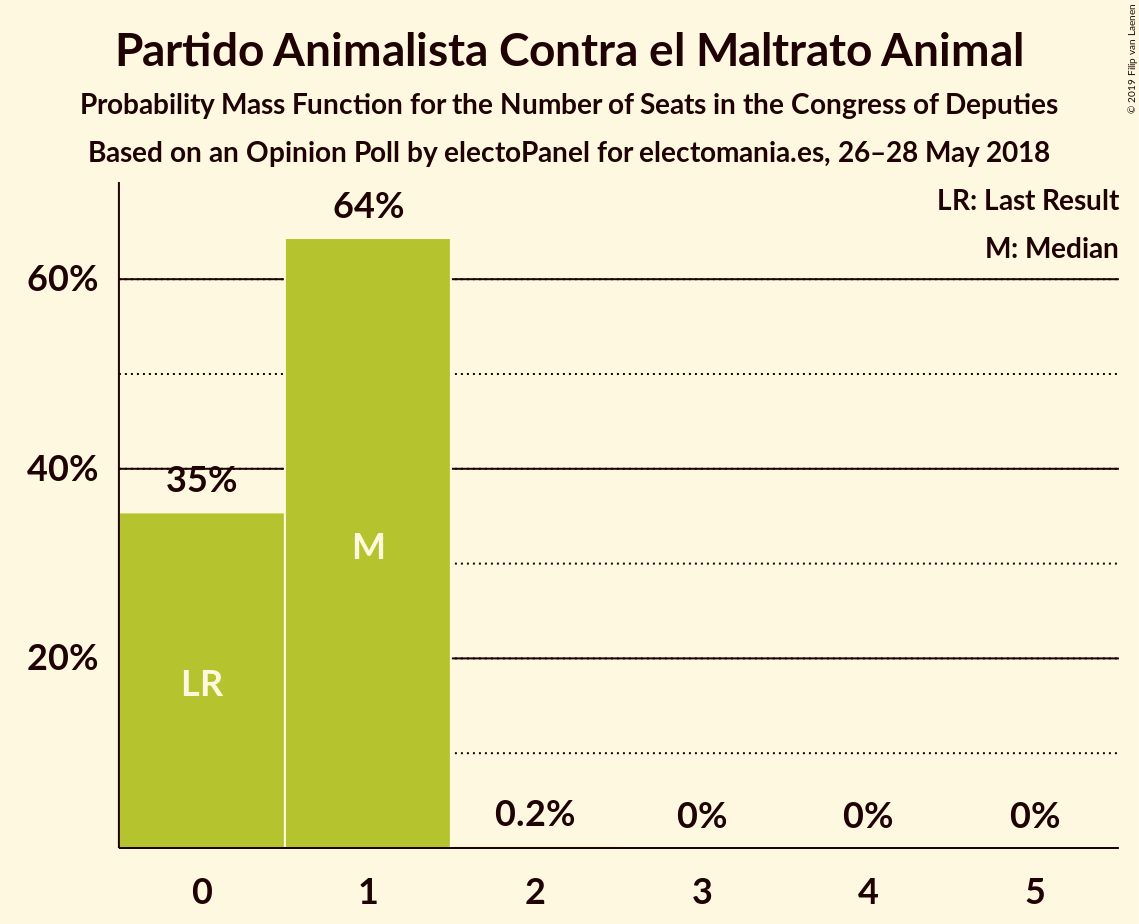 Partido Animalista Contra el Maltrato Animal
Probability Mass Function for the Number of Seats in the Congress of Deputies
Based on an Opinion Poll by electoPanel for electomania.es, 26–28 May 2018
© 2019 Filip van Laenen
LR: Last Result
M: Median
64%
60%
40%
35%
M
20%
LR
0.2%
0%
0%
0%
0
1
2
3
4
5